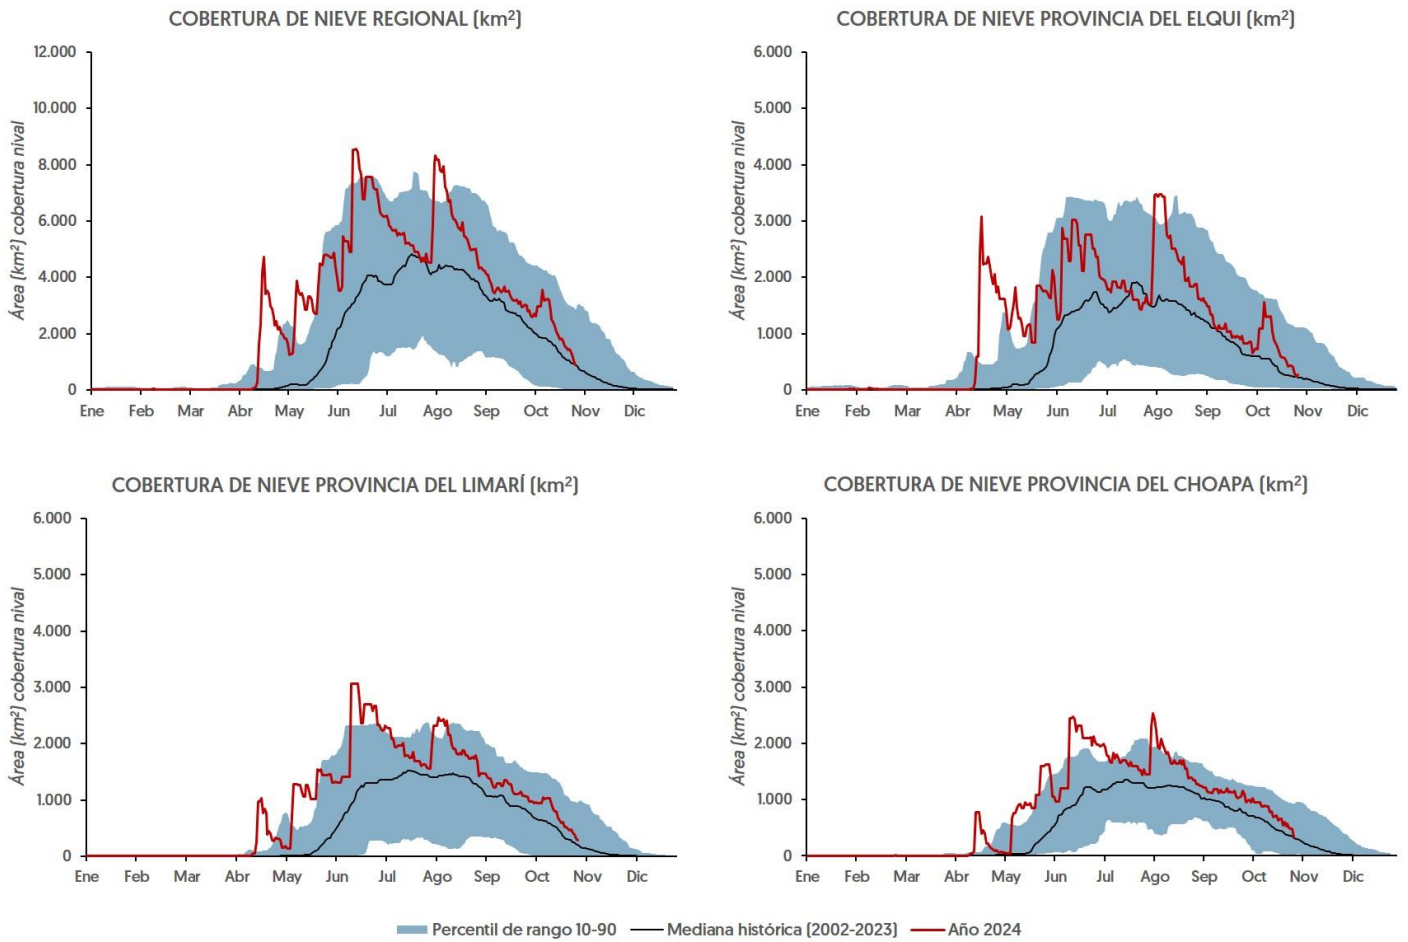 COBERTURA DE NIEVE REGIONAL (km²)
Área (km²) cobertura nival
12.000
10.000
8.000
6.000
4.000
2.000
0
Ene Feb Mar Abr May Jun Jul Ago Sep Oct Nov Dic
COBERTURA DE NIEVE PROVINCIA DEL ELQUI (km²)
Área (km²) cobertura nival
6.000
5.000
4.000
3.000
2.000
1.000
0
Ene Feb Mar Abr May Jun Jul Ago Sep Oct Nov Dic
COBERTURA DE NIEVE PROVINCIA DEL LIMARÍ (km²)
Área (km²) cobertura nival
6.000
5.000
4.000
3.000
2.000
1.000
0
Ene Feb Mar Abr May Jun Jul Ago Sep Oct Nov Dic
COBERTURA DE NIEVE PROVINCIA DEL CHOAPA (km²)
Área (km²) cobertura nival
6.000
5.000
4.000
3.000
2.000
1.000
0
Ene Feb Mar Abr May Jun Jul Ago Sep Oct Nov Dic
Percentil de rango 10-90 Mediana histórica (2002-2023) Año 2024